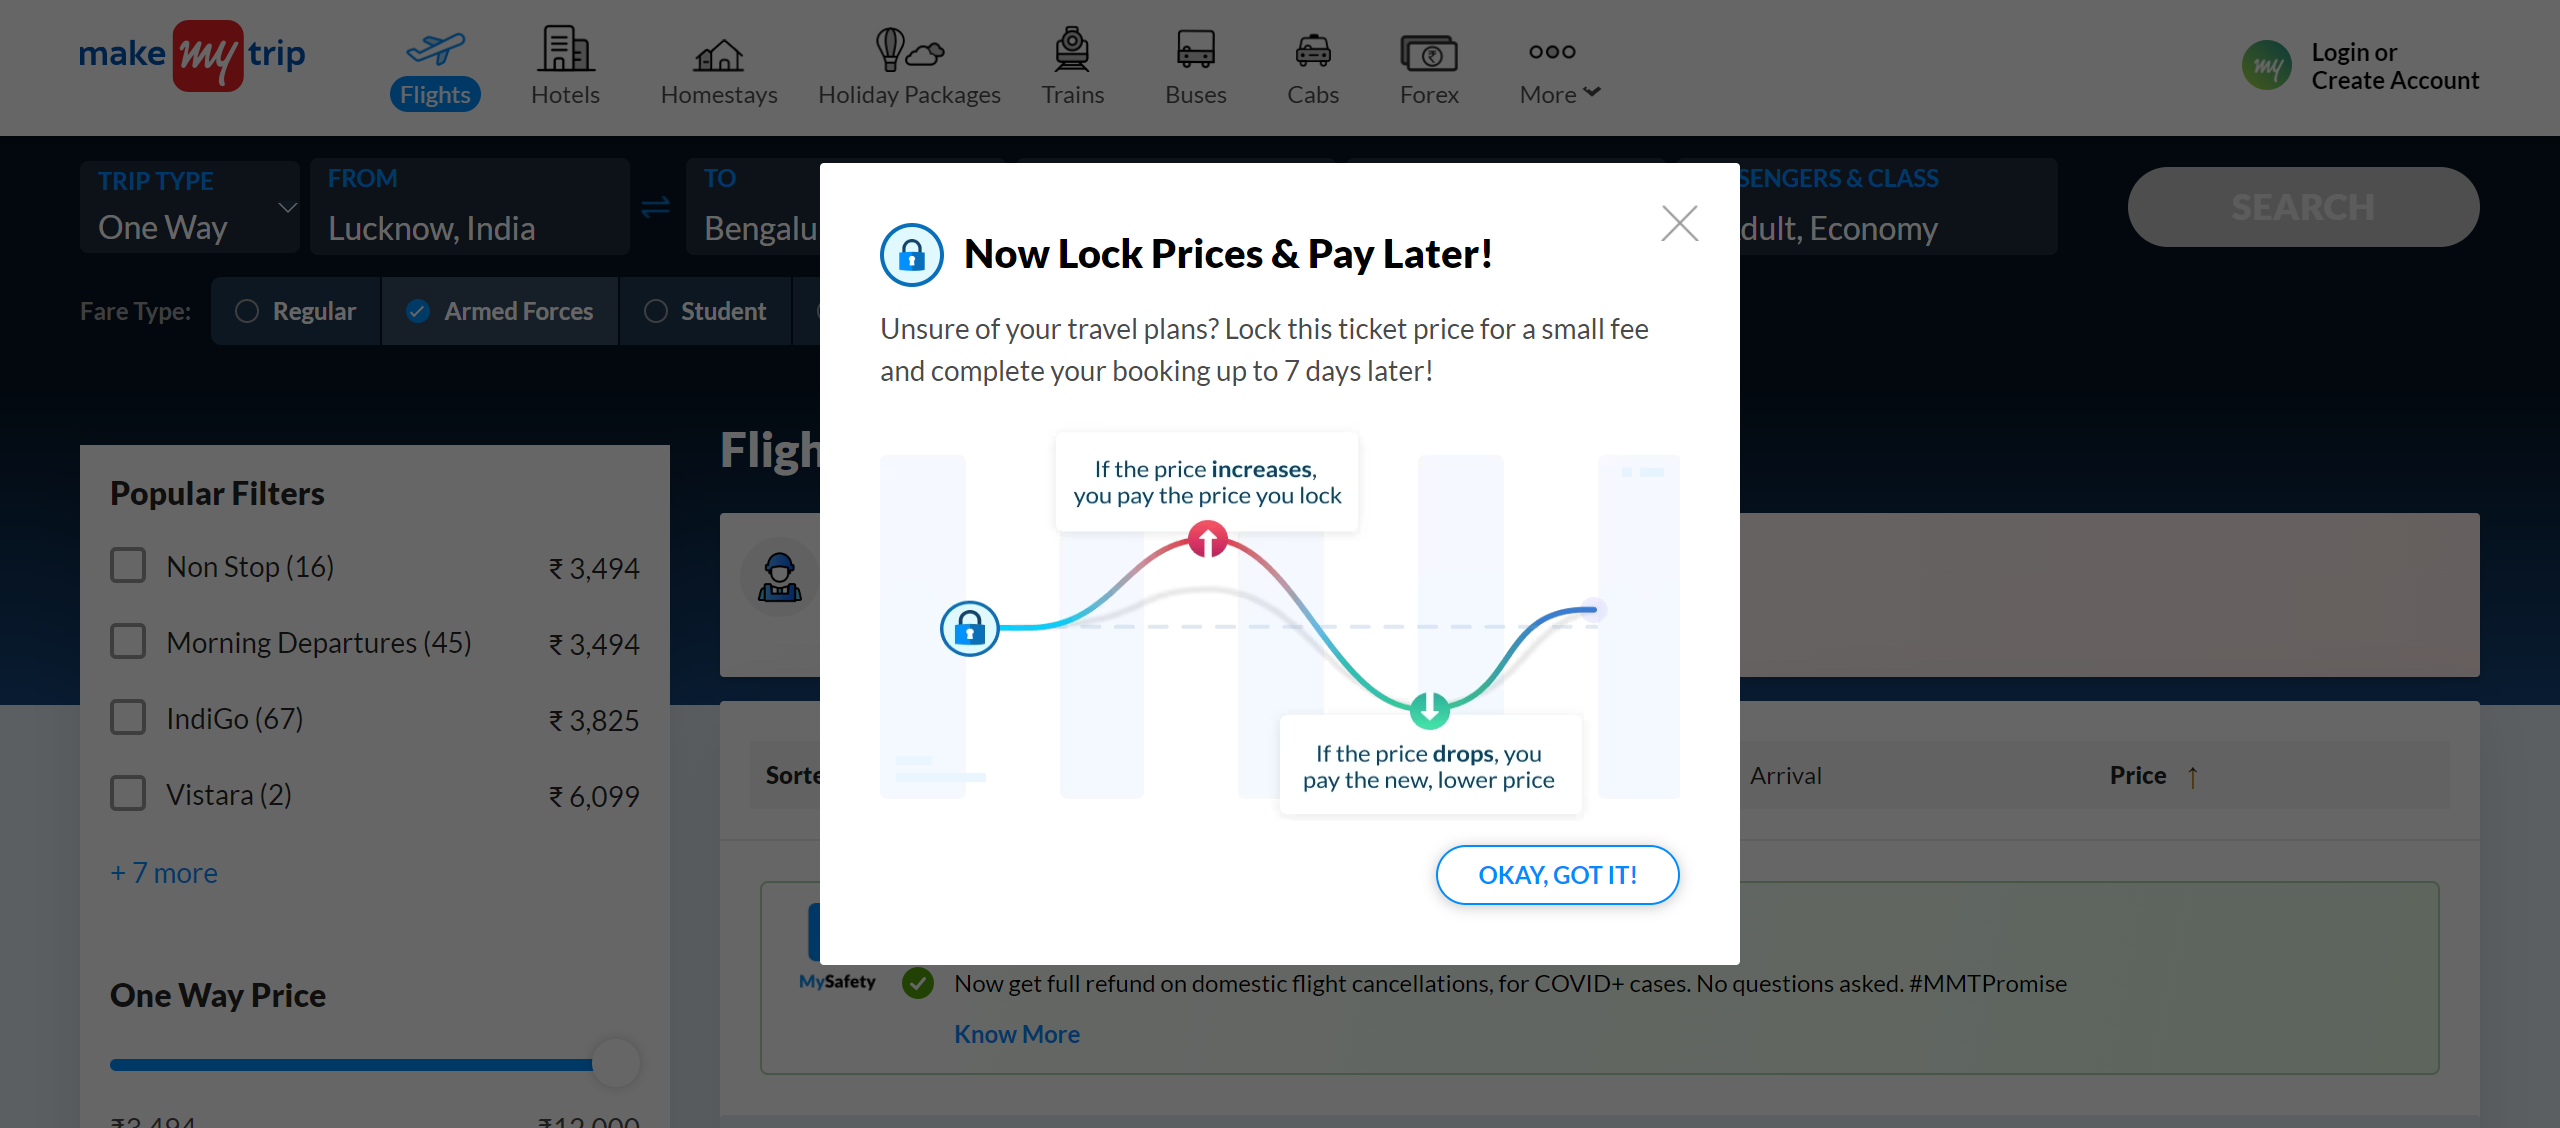 make my trip
Flights
Hotels
Homestays
Holiday Packages
Trains
Buses
Cabs
Forex
More
my
Login or
Create Account
TRIP TYPE
One Way
FROM
Lucknow, India
TO
Bengalu
SENGERS & CLASS
dult, Economy
SEARCH
Fare Type:
Regular
Armed Forces
Student
Now Lock Prices & Pay Later!
Unsure of your travel plans? Lock this ticket price for a small fee
and complete your booking up to 7 days later!
If the price increases,
you pay the price you lock
If the price drops, you
pay the new, lower price
OKAY, GOT IT!
Popular Filters
Non Stop (16) ₹ 3,494
Morning Departures (45) ₹ 3,494
IndiGo (67) ₹ 3,825
Vistara (2) ₹ 6,099
+ 7 more
One Way Price
₹3,494 ₹12,000
Fligh
Sorte
Arrival
Price ↑
MySafety
Now get full refund on domestic flight cancellations, for COVID+ cases. No questions asked. #MMTPromise
Know More